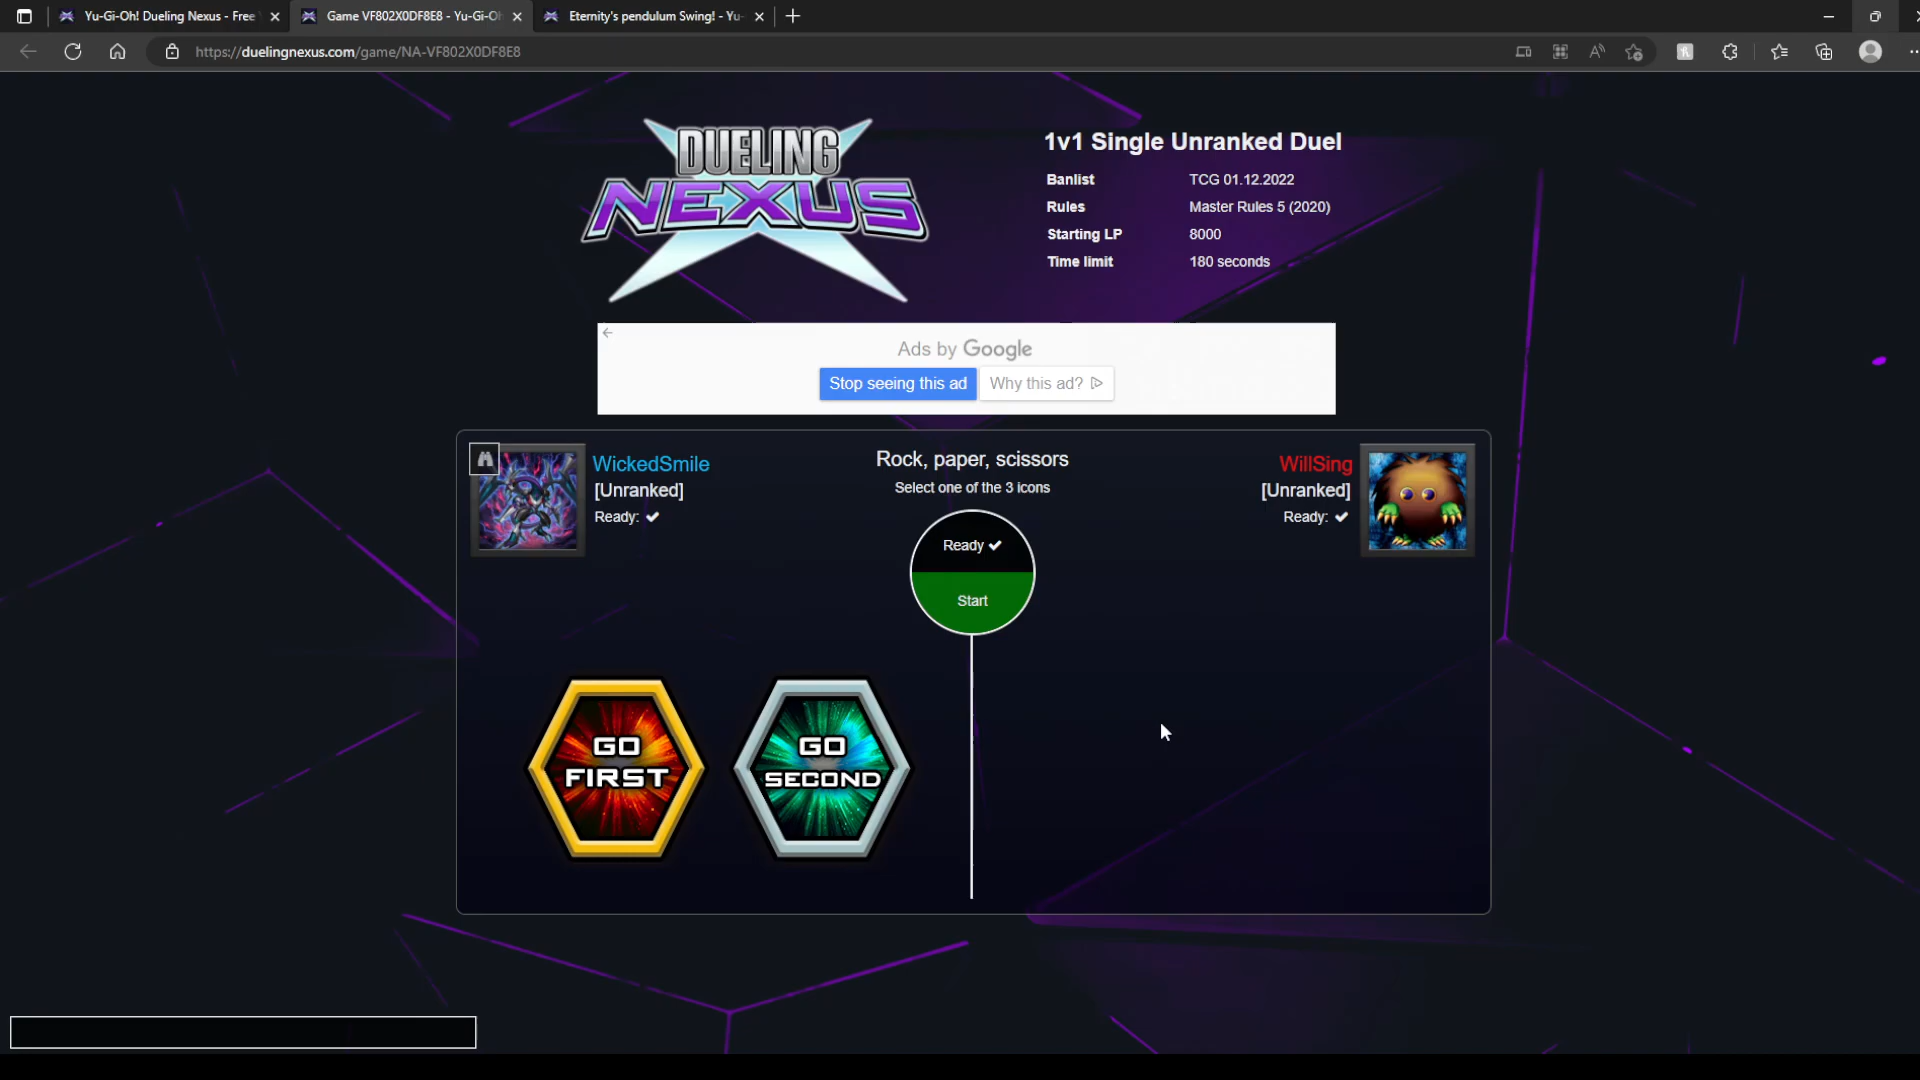 Yu-Gi-Oh! Dueling Nexus - Free
Game VF802X0DF8E8 - Yu-Gi-Oh
Eternity's pendulum Swing! - Yu-
https://duelingnexus.com/game/NA-VF802X0DF8E8
DUELING
NEXUS
1v1 Single Unranked Duel
Banlist TCG 01.12.2022
Rules Master Rules 5 (2020)
Starting LP 8000
Time limit 180 seconds
Ads by Google
Stop seeing this ad Why this ad?
WickedSmile
[Unranked]
Ready:
Rock, paper, scissors
Select one of the 3 icons
Ready
Start
WillSing
[Unranked]
Ready:
GO
FIRST
GO
SECOND